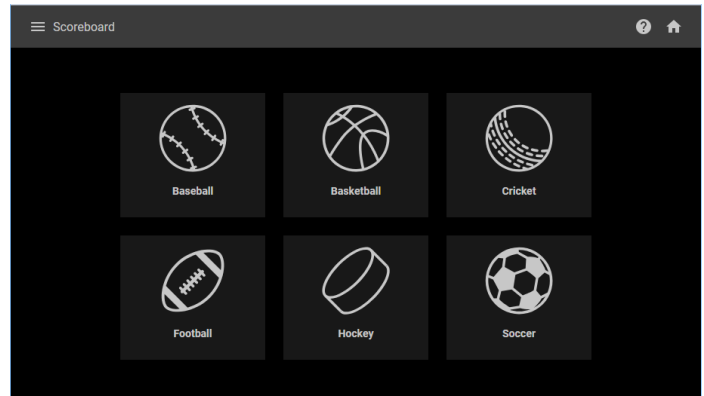 Scoreboard
Baseball
Basketball
Cricket
Football
Hockey
Soccer